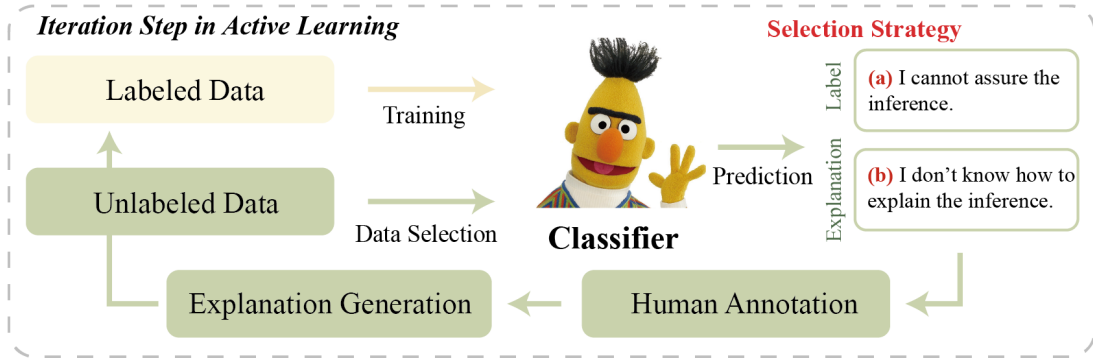 Iteration Step in Active Learning
Selection Strategy
Labeled Data
Training
Label
(a) I cannot assure the
inference.
Unlabeled Data
Data Selection
Classifier
Prediction
Explanation
(b) I don’t know how to
explain the inference.
Explanation Generation
Human Annotation